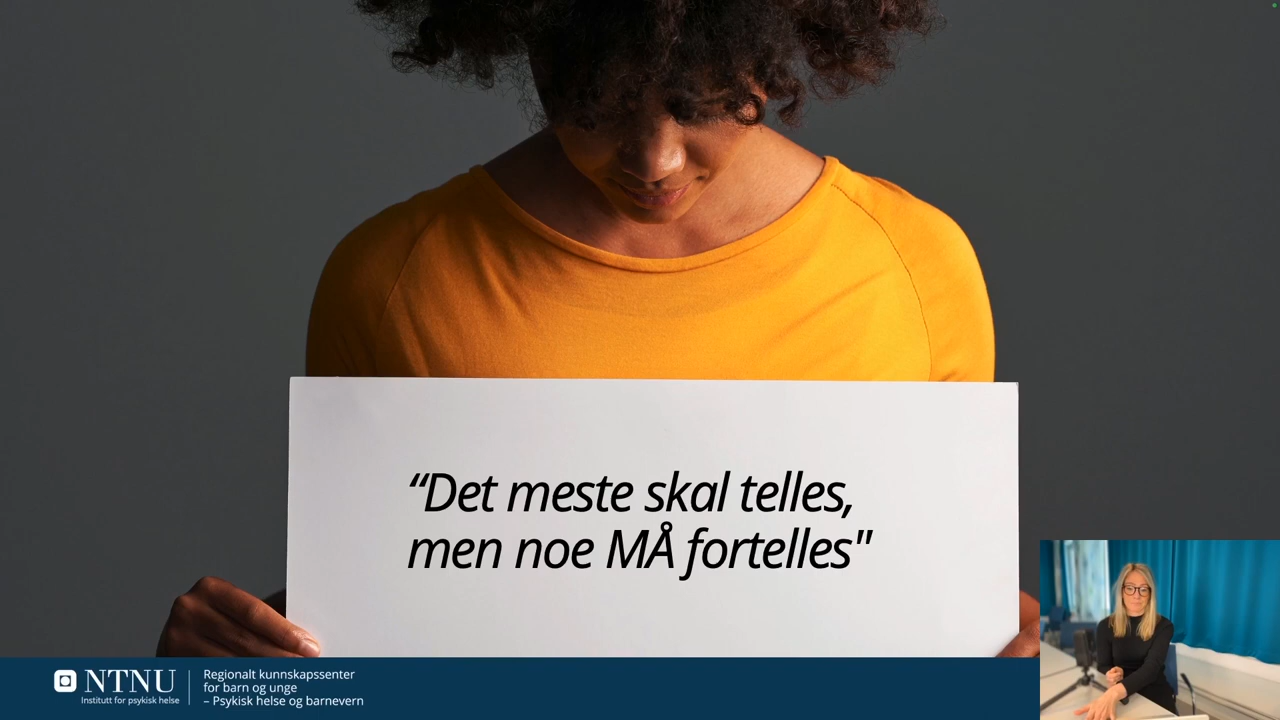 “Det meste skal telles,
men noe MÅ fortelles"
NTNU
Institutt for psykisk helse
Regionalt kunnskapssenter
for barn og unge
– Psykisk helse og barnevern